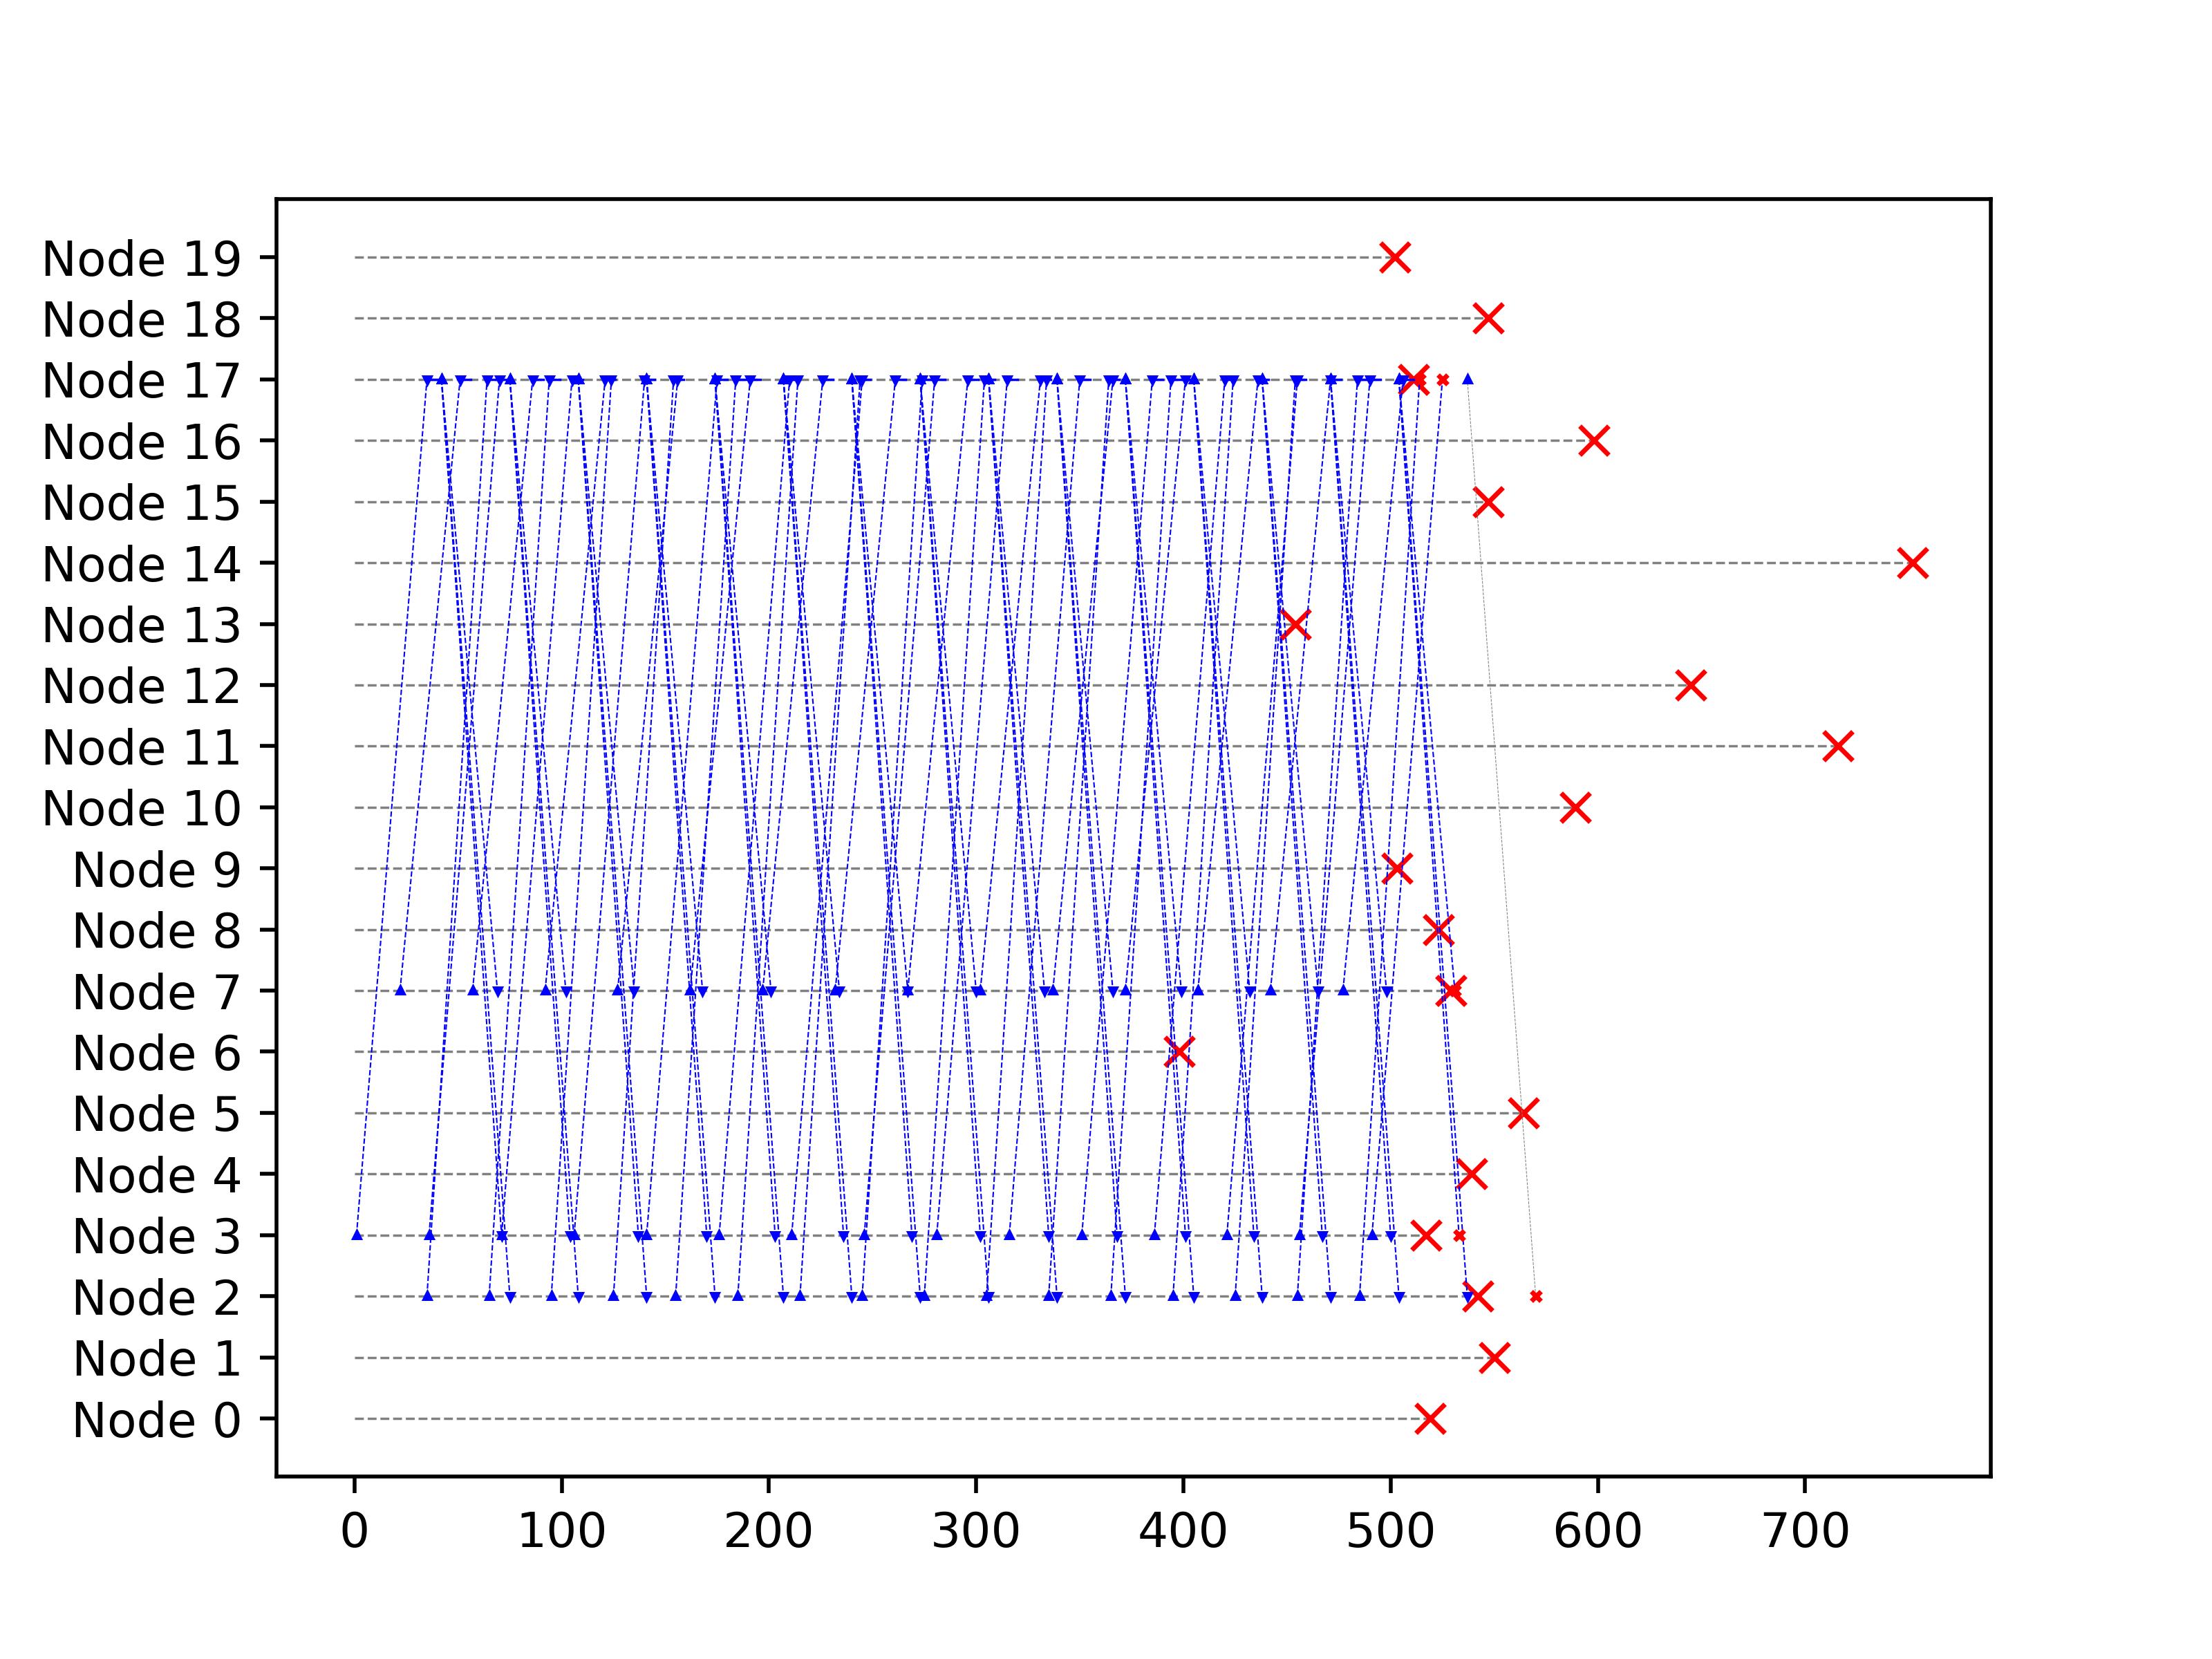 Node 19
Node 18
Node 17
Node 16
Node 15
Node 14
Node 13
Node 12
Node 11
Node 10
Node 9
Node 8
Node 7
Node 6
Node 5
Node 4
Node 3
Node 2
Node 1
Node 0
0 100 200 300 400 500 600 700